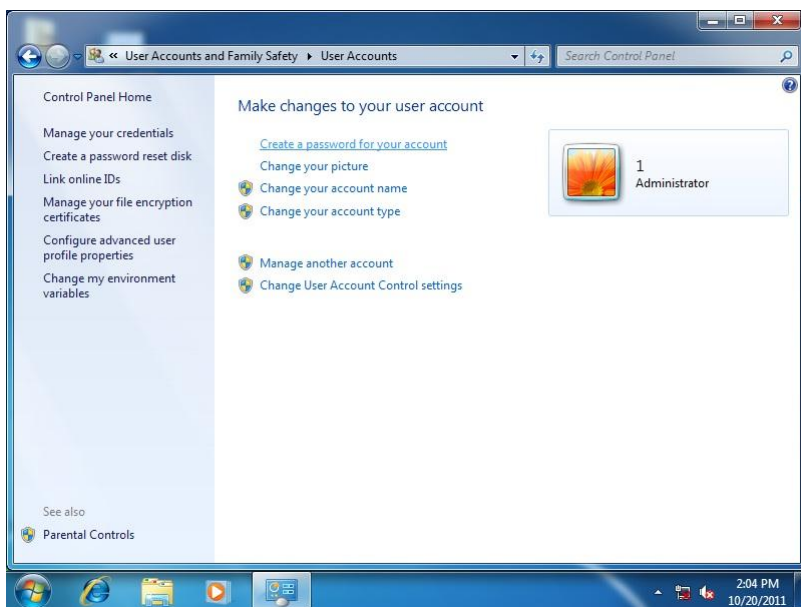 « User Accounts and Family Safety ▸ User Accounts
Search Control Panel
Control Panel Home
Manage your credentials
Create a password reset disk
Link online IDs
Manage your file encryption
certificates
Configure advanced user
profile properties
Change my environment
variables
See also
Parental Controls
Make changes to your user account
Create a password for your account
Change your picture
Change your account name
Change your account type
Manage another account
Change User Account Control settings
1
Administrator
2:04 PM
10/20/2011